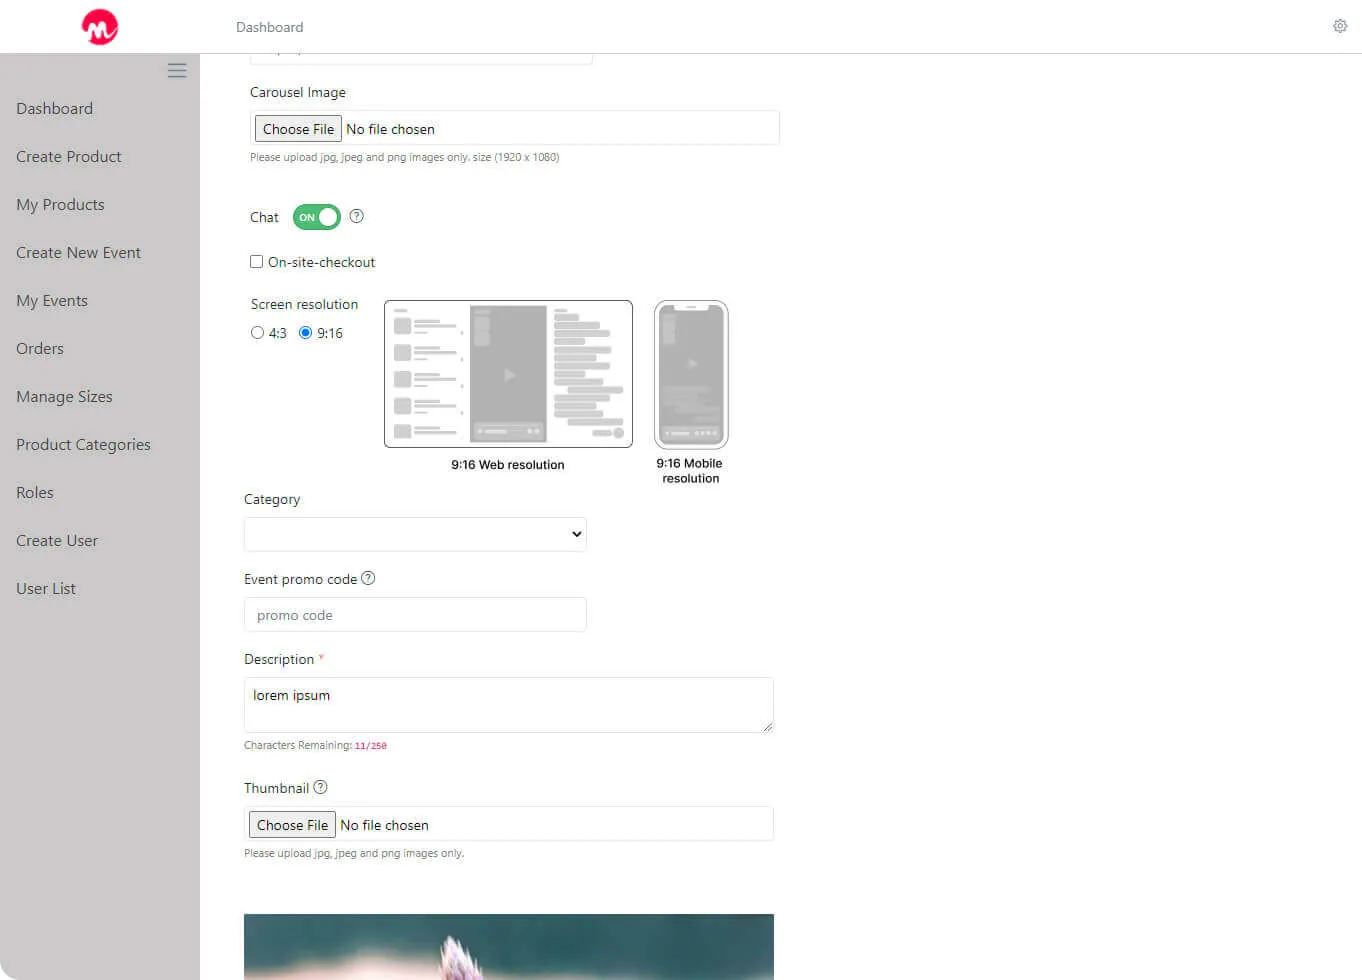 Dashboard
Dashboard
Create Product
My Products
Create New Event
My Events
Orders
Manage Sizes
Product Categories
Roles
Create User
User List
Carousel Image
Choose File No file chosen
Please upload jpg, jpeg and png images only. size (1920 x 1080)
Chat ON ?
On-site-checkout
Screen resolution
4:3 9:16
9:16 Web resolution
9:16 Mobile
resolution
Category
Event promo code ?
promo code
Description *
lorem ipsum
Characters Remaining: 11/250
Thumbnail ?
Choose File No file chosen
Please upload jpg, jpeg and png images only.